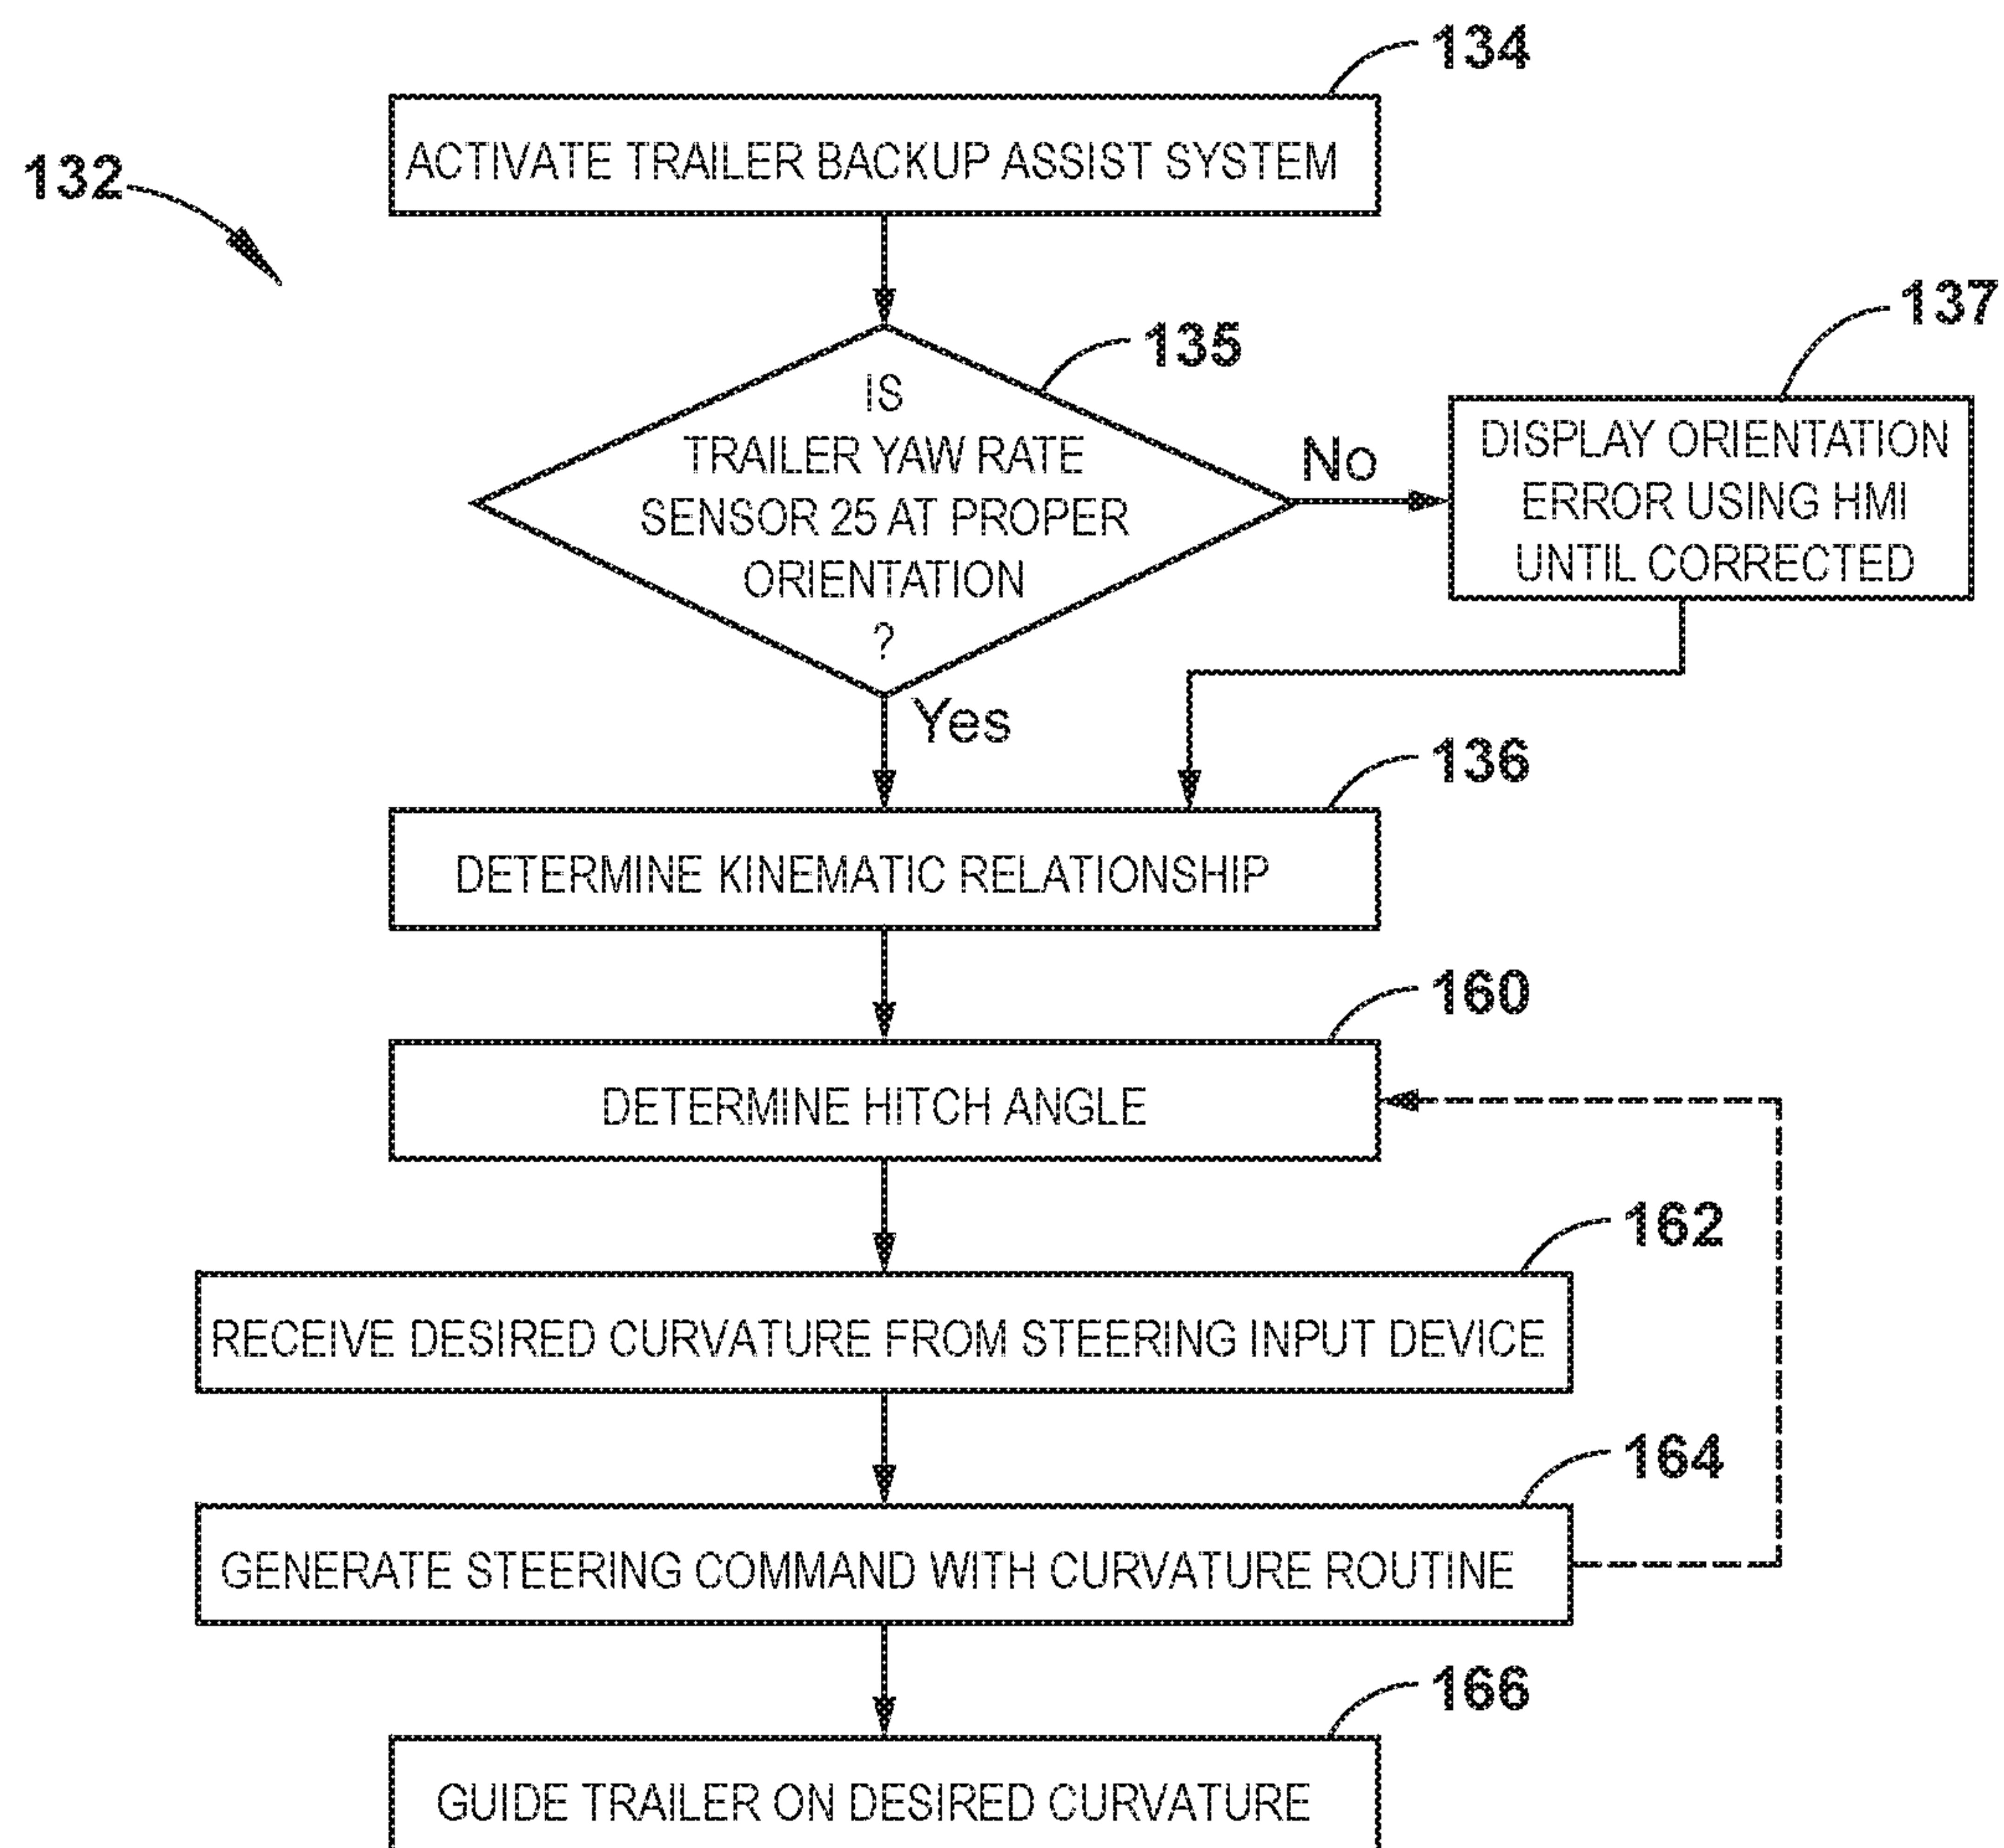 134
ACTIVATE TRAILER BACKUP ASSIST SYSTEM
132
135
137
IS
TRAILER YAW RATE
SENSOR 25 AT PROPER
ORIENTATION
?
No
DISPLAY ORIENTATION
ERROR USING HMI
UNTIL CORRECTED
Yes
136
DETERMINE KINEMATIC RELATIONSHIP
160
DETERMINE HITCH ANGLE
162
RECEIVE DESIRED CURVATURE FROM STEERING INPUT DEVICE
164
GENERATE STEERING COMMAND WITH CURVATURE ROUTINE
166
GUIDE TRAILER ON DESIRED CURVATURE